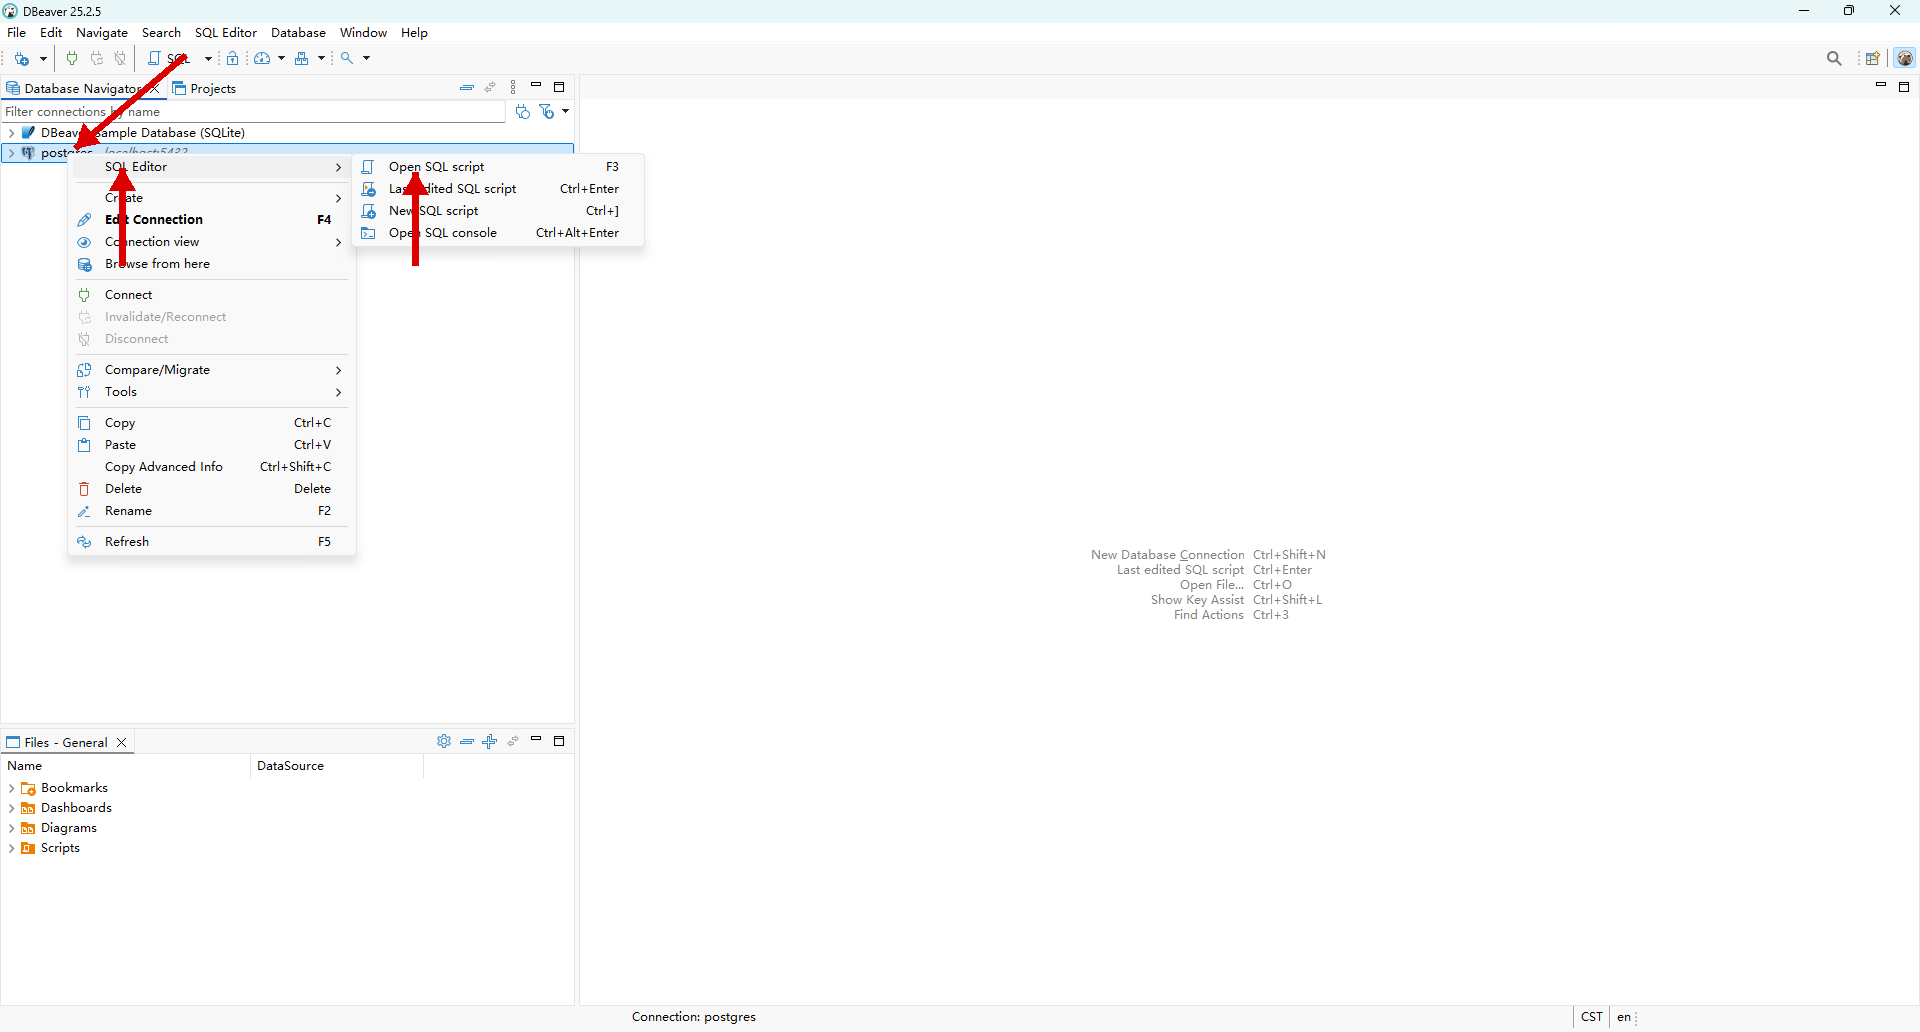 DBeaver 25.2.5
File Edit Navigate Search SQL Editor Database Window Help
SQL
Database Navigator Projects
Filter connections by name
DBeaver Sample Database (SQLite)
postgres localhost:5432
SQL Editor
Create
Edit Connection F4
Connection view
Browse from here
Connect
Invalidate/Reconnect
Disconnect
Compare/Migrate
Tools
Copy Ctrl+C
Paste Ctrl+V
Copy Advanced Info Ctrl+Shift+C
Delete Delete
Rename F2
Refresh F5
Open SQL script F3
Last edited SQL script Ctrl+Enter
New SQL script Ctrl+]
Open SQL console Ctrl+Alt+Enter
New Database Connection Ctrl+Shift+N
Last edited SQL script Ctrl+Enter
Open File... Ctrl+O
Show Key Assist Ctrl+Shift+L
Find Actions Ctrl+3
Files - General
Name DataSource
Bookmarks
Dashboards
Diagrams
Scripts
Connection: postgres CST en